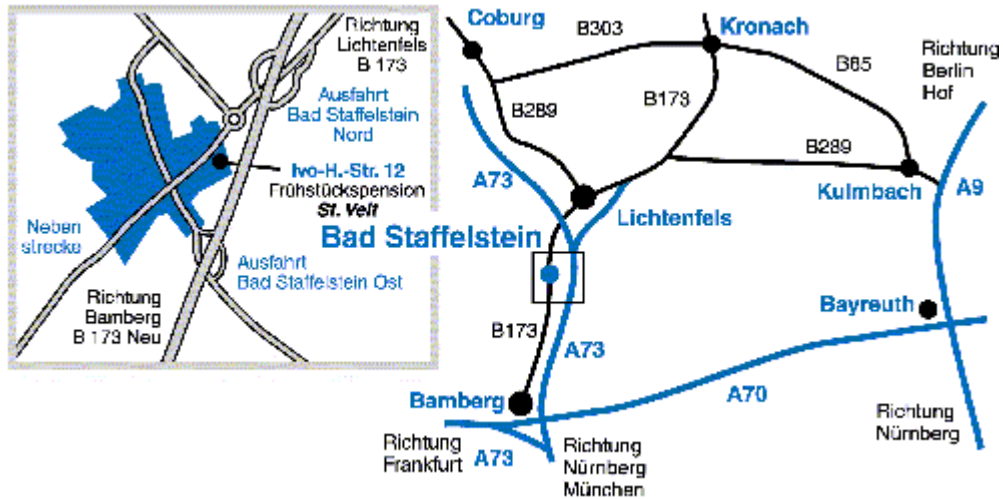 Richtung
Lichtenfels
B 173
Ausfahrt
Bad Staffelstein
Nord
Ivo-H.-Str. 12
Frühstückspension
St. Veit
Neben
strecke
Ausfahrt
Bad Staffelstein Ost
Richtung
Bamberg
B 173 Neu
Coburg
B303
Kronach
Richtung
Berlin
Hof
B85
B289
B173
B289
A73
Kulmbach
A9
Lichtenfels
Bad Staffelstein
Bayreuth
B173
A73
Bamberg
A70
Richtung
Nürnberg
Richtung
Frankfurt
A73
Richtung
Nürnberg
München